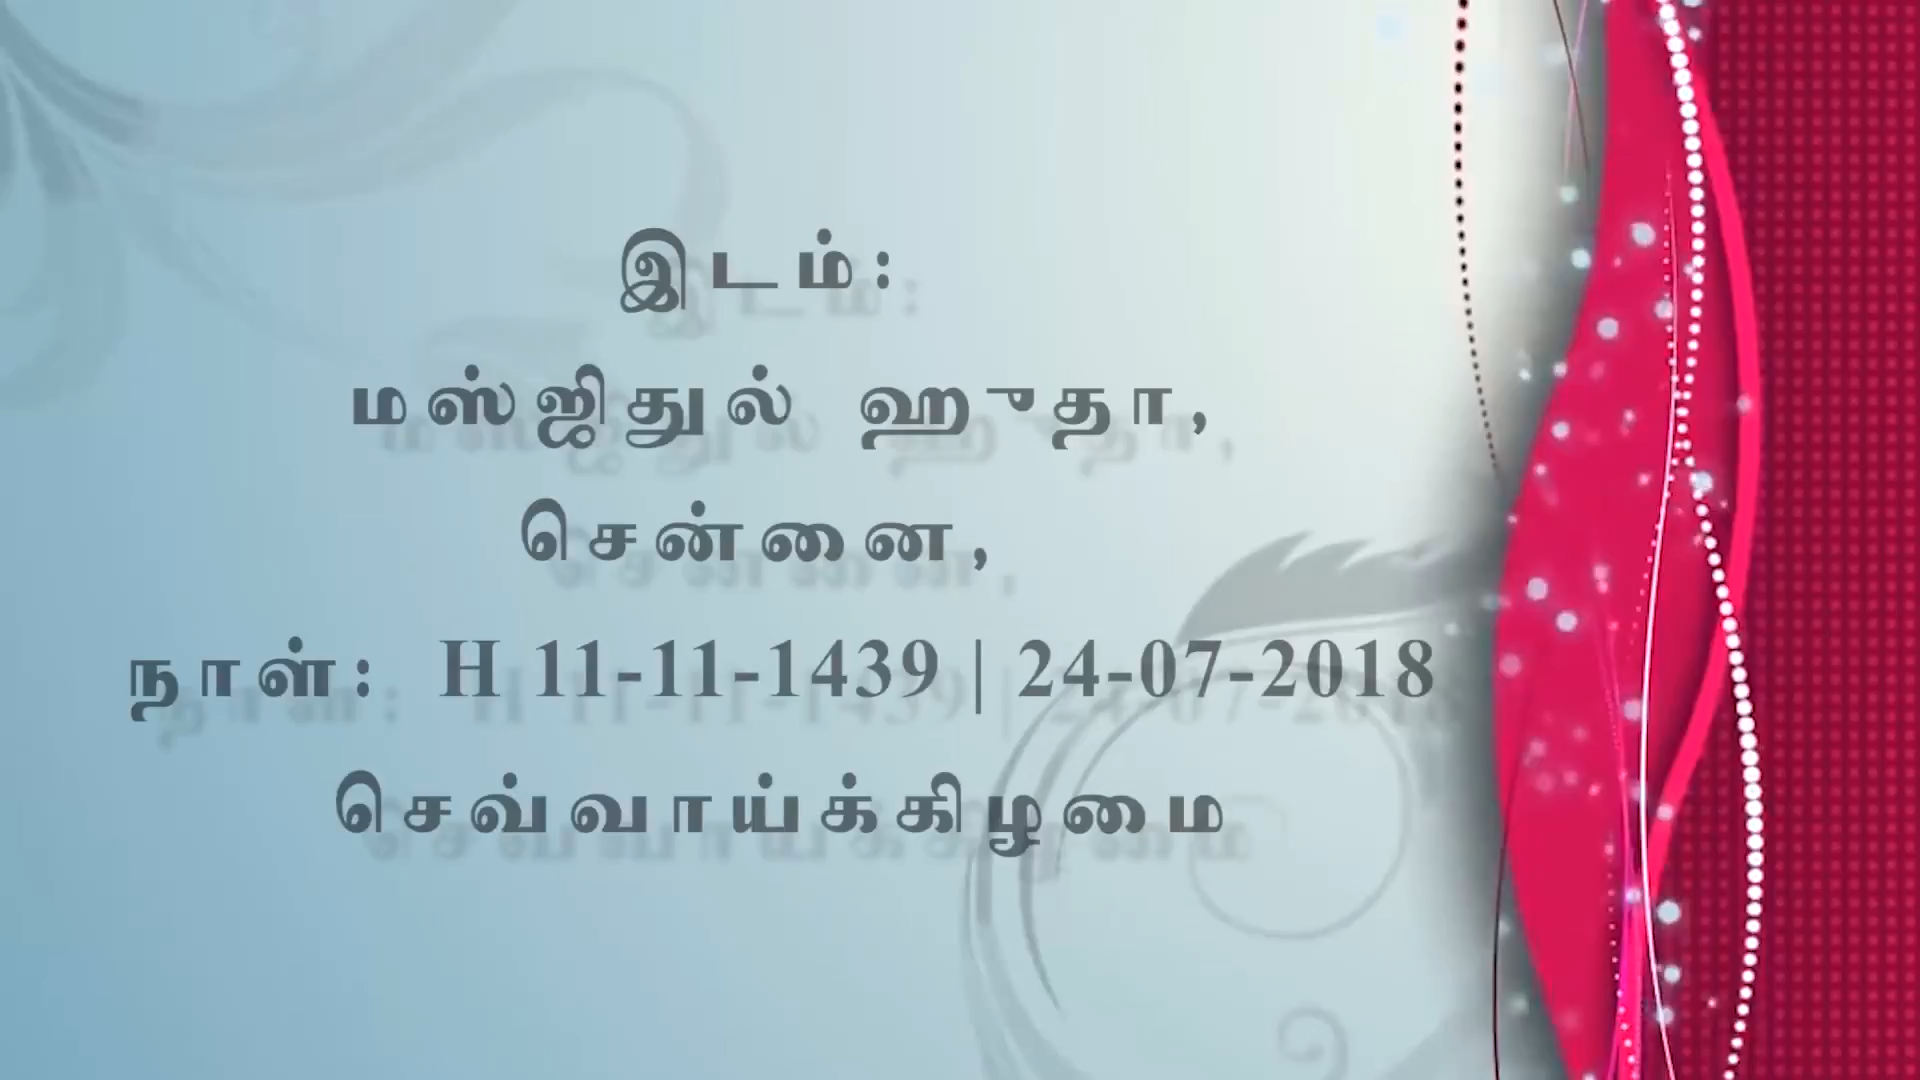 இடம்:
மஸ்ஜிதுல் ஹுதா,
சென்னை,
நாள்: H 11-11-1439 | 24-07-2018
செவ்வாய்க்கிழமை